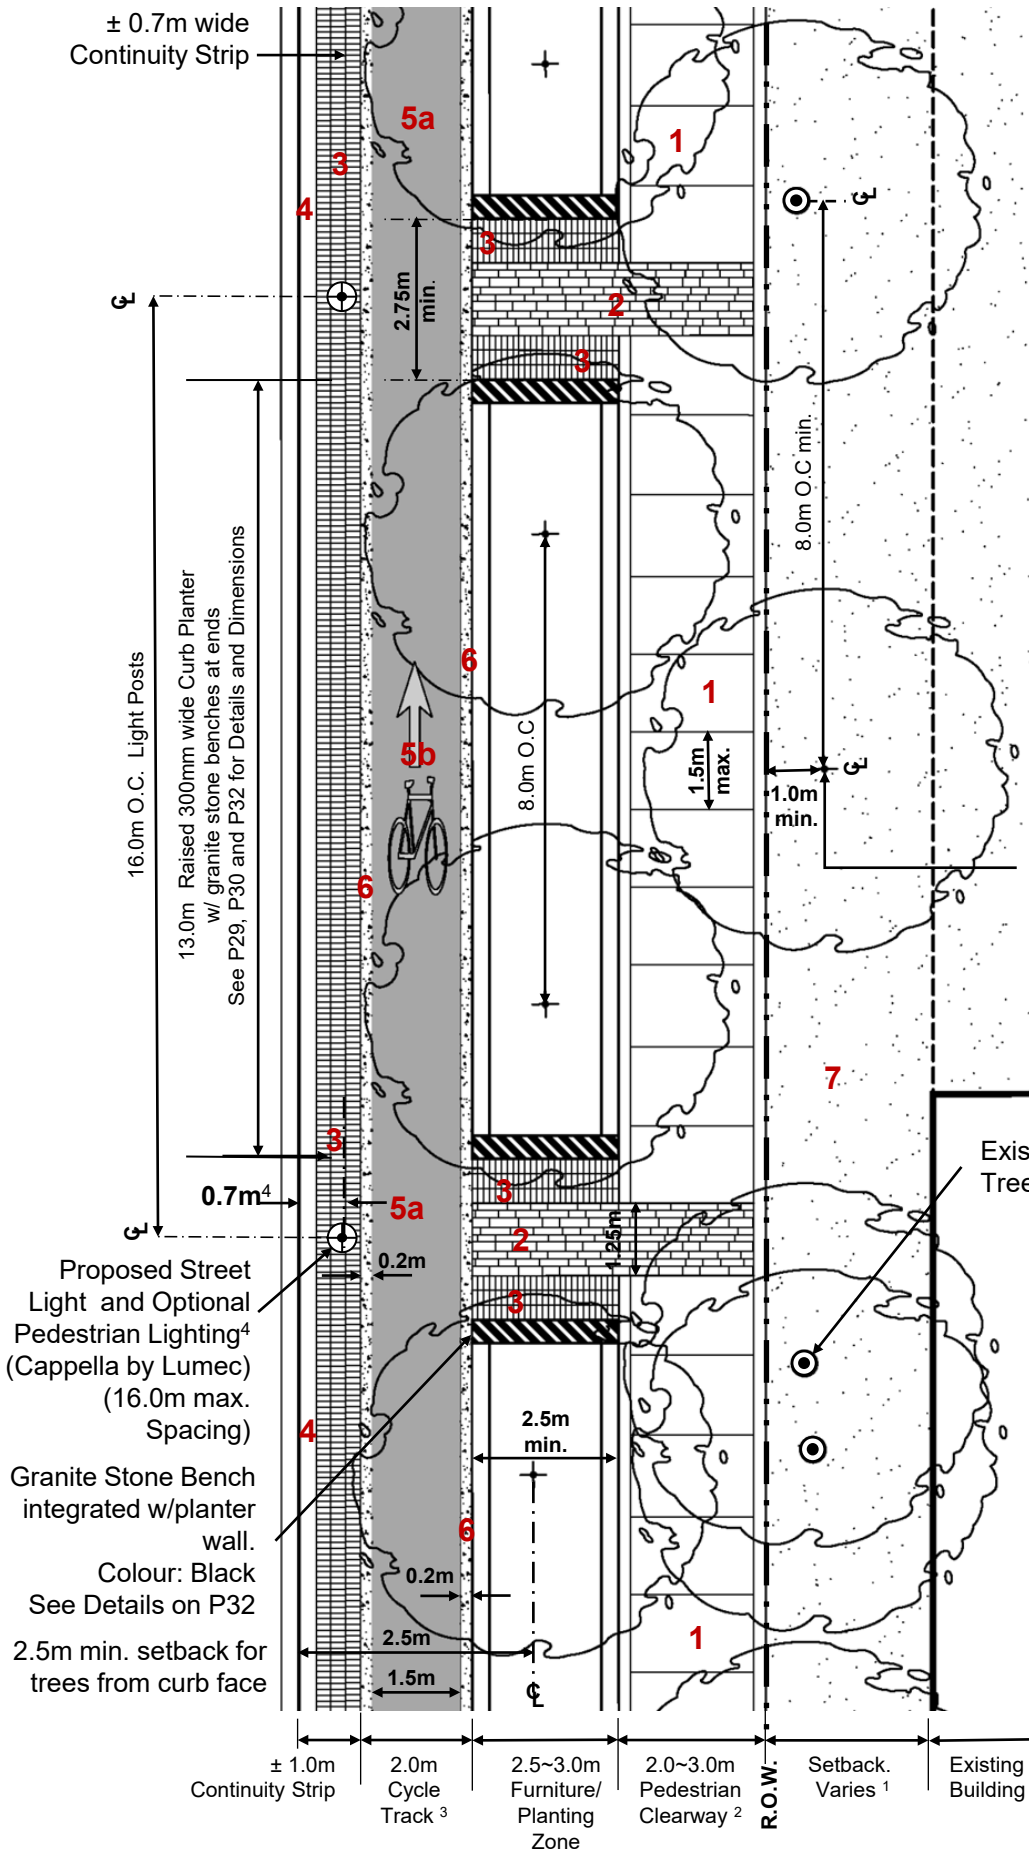 ± 0.7m wide
Continuity Strip
5a
1
3
4
3
2.75m
min.
2
3
℄
℄
8.0m O.C min.
16.0m O.C. Light Posts
13.0m Raised 300mm wide Curb Planter
w/ granite stone benches at ends
See P29, P30 and P32 for Details and Dimensions
6
1
8.0m O.C
5b
1.5m
max.
℄
1.0m
min.
6
7
3
Exis
Tree
0.7m⁴
5a
3
2
1.25m
℄
0.2m
3
Proposed Street
Light and Optional
Pedestrian Lighting⁴
(Cappella by Lumec)
(16.0m max.
Spacing)
4
2.5m
min.
Granite Stone Bench
integrated w/planter
wall.
Colour: Black
See Details on P32
6
0.2m
2.5m min. setback for
trees from curb face
2.5m
1
1.5m
℄
± 1.0m
Continuity Strip
2.0m
Cycle
Track ³
2.5~3.0m
Furniture/
Planting
Zone
2.0~3.0m
Pedestrian
Clearway ²
R.O.W.
Setback.
Varies ¹
Existing
Building